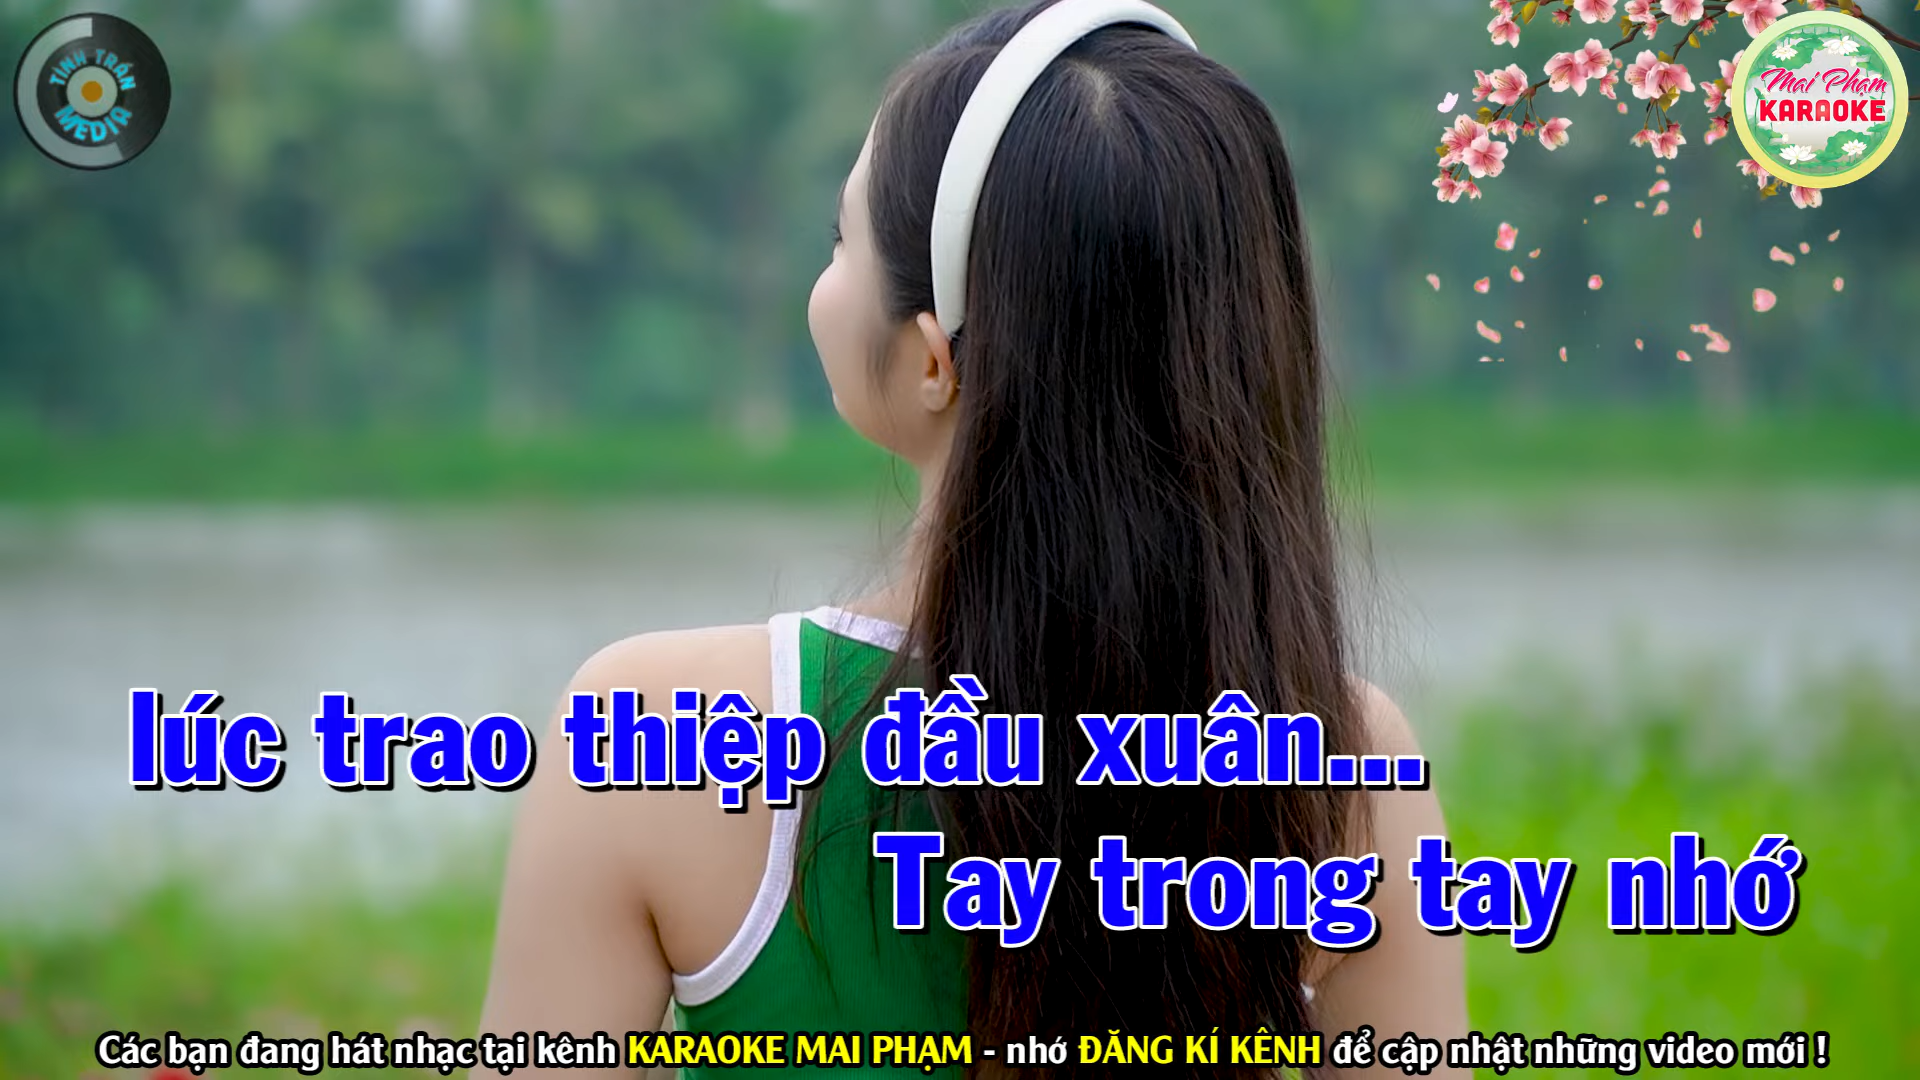 TÌNH TRẦN
MEDIA
Mai Phạm
KARAOKE
lúc trao thiệp đầu xuân...
Tay trong tay nhớ
Các bạn đang hát nhạc tại kênh KARAOKE MAI PHẠM - nhớ ĐĂNG KÍ KÊNH để cập nhật những video mới !